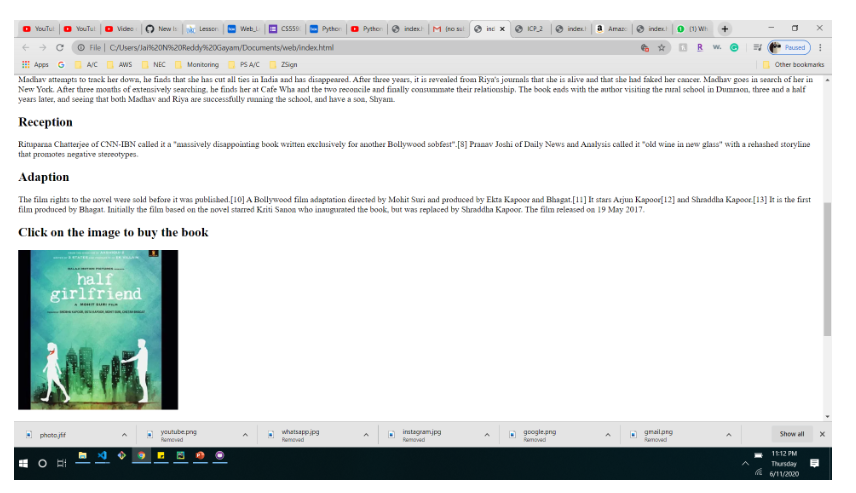 YouTu YouTu Video New Is Lesson Web_L CS5590 Python Python index.h M (no sul ind ICP_2 index.h Amazo index.h (1) Wh
File C:/Users/Jai%20N%20Reddy%20Gayam/Documents/web/index.html Paused
Apps G A/C AWS NEC Monitoring PS A/C ZSign Other bookmarks
Madhav attempts to track her down, he finds that she has cut all ties in India and has disappeared. After three years, it is revealed from Riya's journals that she is alive and that she had faked her cancer. Madhav goes in search of her in
New York. After three months of extensively searching, he finds her at Cafe Wha and the two reconcile and finally consummate their relationship. The book ends with the author visiting the rural school in Dumraon, three and a half
years later, and seeing that both Madhav and Riya are successfully running the school, and have a son, Shyam.
Reception
Rituparna Chatterjee of CNN-IBN called it a "massively disappointing book written exclusively for another Bollywood sobfest".[8] Pranav Joshi of Daily News and Analysis called it "old wine in new glass" with a rehashed storyline
that promotes negative stereotypes.
Adaption
The film rights to the novel were sold before it was published.[10] A Bollywood film adaptation directed by Mohit Suri and produced by Ekta Kapoor and Bhagat.[11] It stars Arjun Kapoor[12] and Shraddha Kapoor.[13] It is the first
film produced by Bhagat. Initially the film based on the novel starred Kriti Sanon who inaugurated the book, but was replaced by Shraddha Kapoor. The film released on 19 May 2017.
Click on the image to buy the book
half
girlfriend
A MOHIT SURI FILM
photo.jfif youtube.png whatsapp.jpg instagram.jpg google.png gmail.png Show all
Removed Removed Removed Removed Removed
11:12 PM
Thursday
6/11/2020